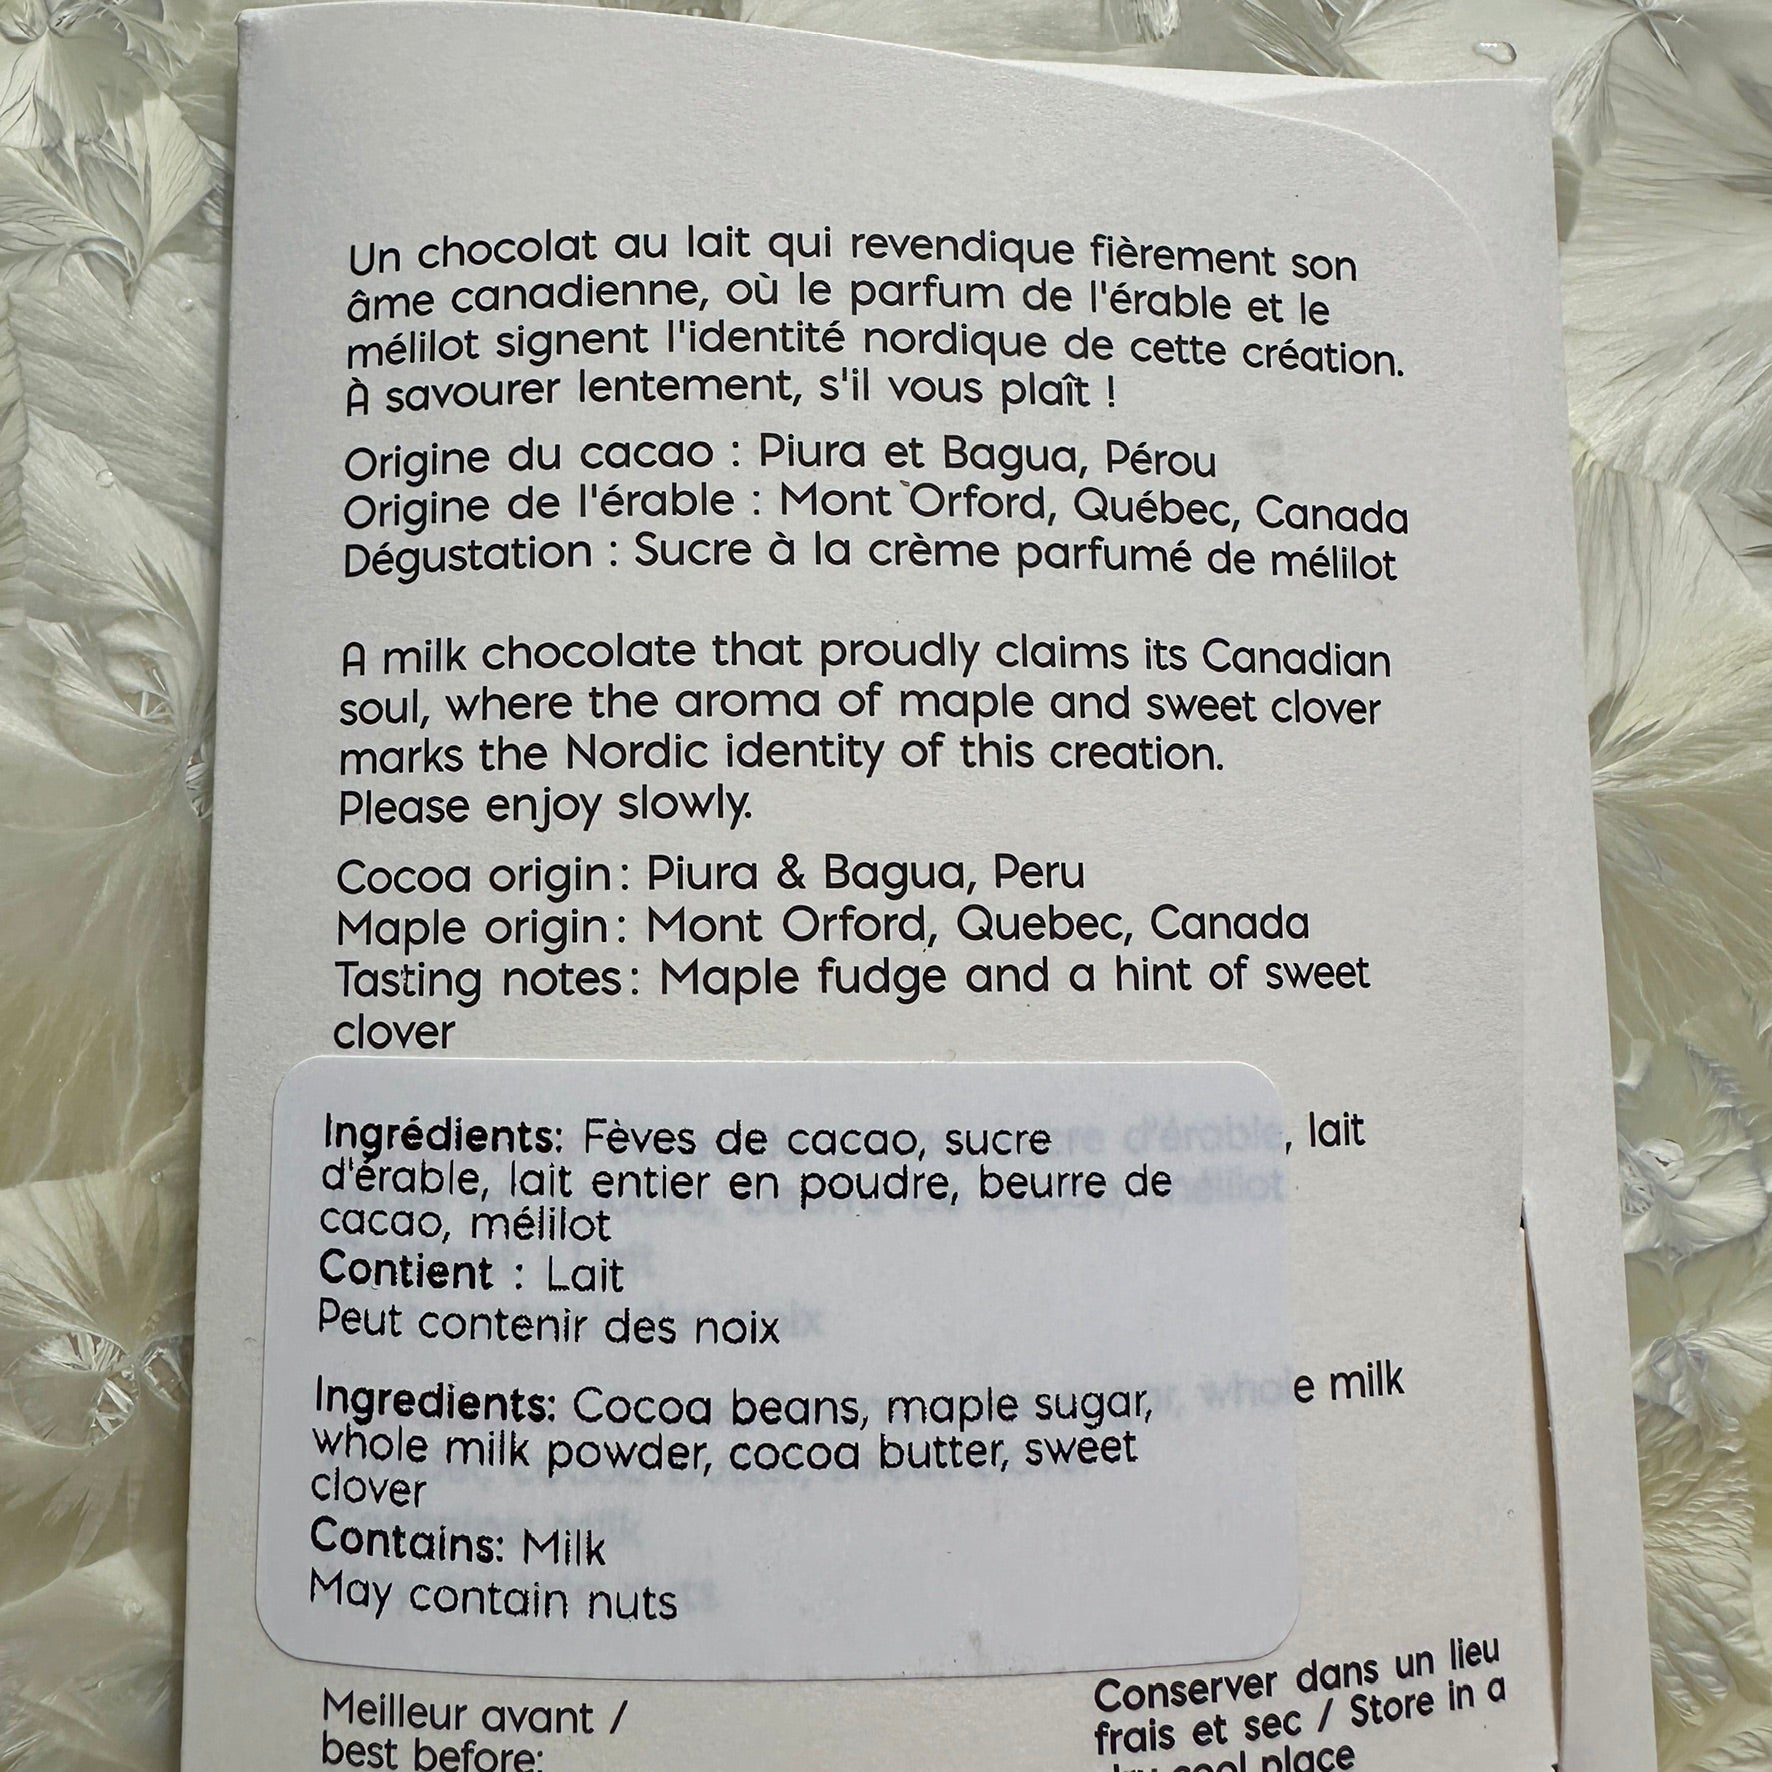 Un chocolat au lait qui revendique fièrement son
âme canadienne, où le parfum de l'érable et le
mélilot signent l'identité nordique de cette création.
À savourer lentement, s'il vous plaît !
Origine du cacao : Piura et Bagua, Pérou
Origine de l'érable : Mont Orford, Québec, Canada
Dégustation : Sucre à la crème parfumé de mélilot
A milk chocolate that proudly claims its Canadian
soul, where the aroma of maple and sweet clover
marks the Nordic identity of this creation.
Please enjoy slowly.
Cocoa origin: Piura & Bagua, Peru
Maple origin: Mont Orford, Quebec, Canada
Tasting notes: Maple fudge and a hint of sweet
clover
Ingrédients: Fèves de cacao, sucre , lait
d'érable, lait entier en poudre, beurre de
cacao, mélilot
Contient : Lait
Peut contenir des noix
Ingredients: Cocoa beans, maple sugar, e milk
whole milk powder, cocoa butter, sweet
clover
Contains: Milk
May contain nuts
Meilleur avant /
best before:
Conserver dans un lieu
frais et sec / Store in a
cool place